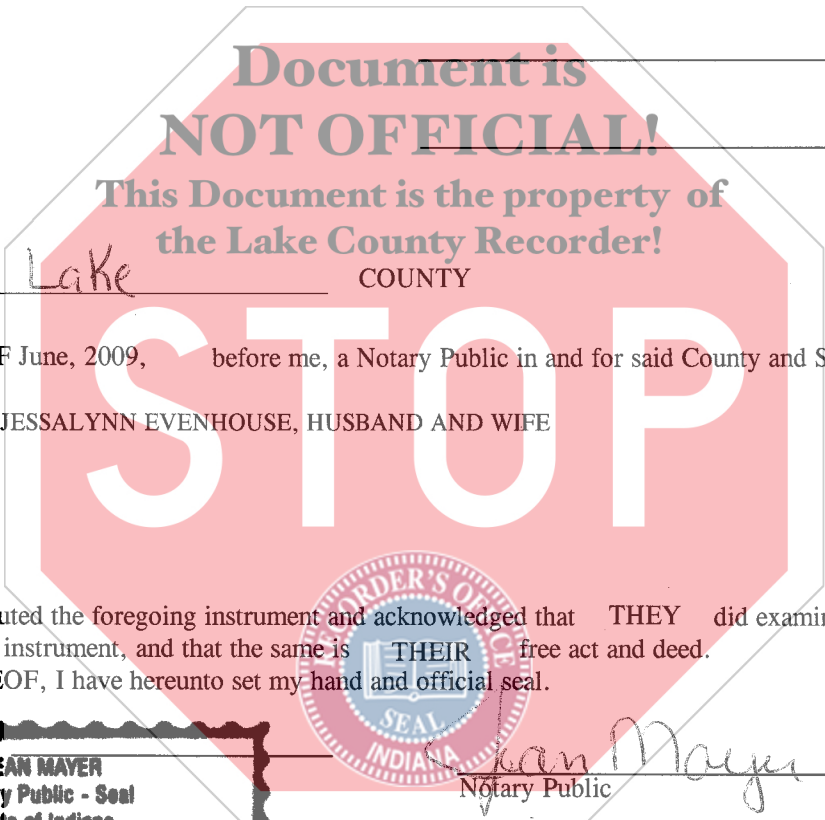 Document is
NOT OFFICIAL!
This Document is the property of
the Lake County Recorder!
Lake COUNTY
F June, 2009, before me, a Notary Public in and for said County and S
JESSALYNN EVENHOUSE, HUSBAND AND WIFE
STOP
uted the foregoing instrument and acknowledged that THEY did examin
instrument, and that the same is THEIR free act and deed.
EOF, I have hereunto set my hand and official seal.
RECORDER'S OFFICE
SEAL
INDIANA
EAN MAYER
y Public - Seal
te of Indiana
Jean Mayer
Notary Public